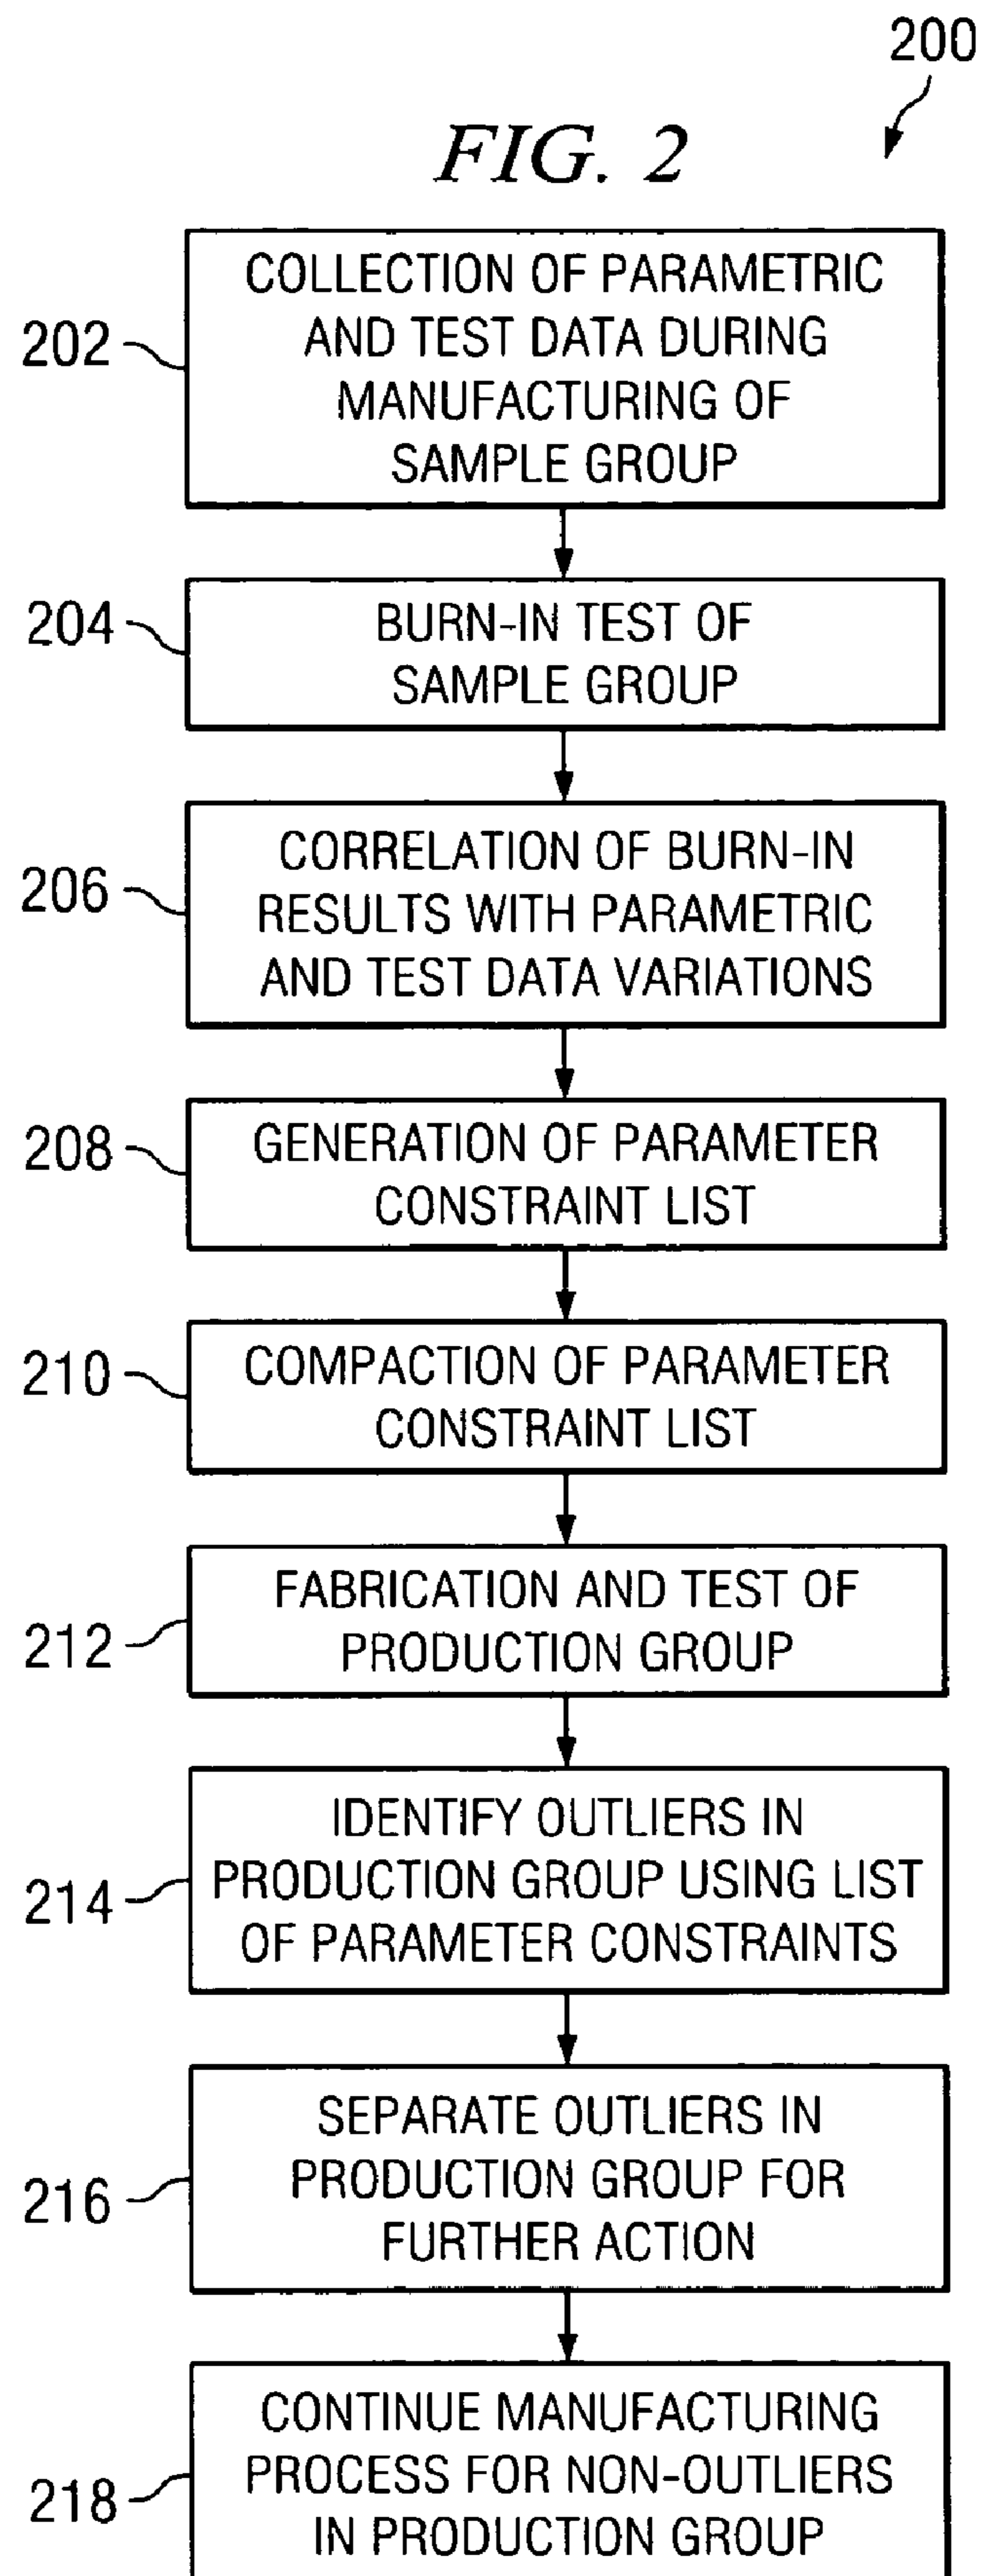 200
FIG. 2
202
COLLECTION OF PARAMETRIC
AND TEST DATA DURING
MANUFACTURING OF
SAMPLE GROUP
204
BURN-IN TEST OF
SAMPLE GROUP
206
CORRELATION OF BURN-IN
RESULTS WITH PARAMETRIC
AND TEST DATA VARIATIONS
208
GENERATION OF PARAMETER
CONSTRAINT LIST
210
COMPACTION OF PARAMETER
CONSTRAINT LIST
212
FABRICATION AND TEST OF
PRODUCTION GROUP
214
IDENTIFY OUTLIERS IN
PRODUCTION GROUP USING LIST
OF PARAMETER CONSTRAINTS
216
SEPARATE OUTLIERS IN
PRODUCTION GROUP FOR
FURTHER ACTION
218
CONTINUE MANUFACTURING
PROCESS FOR NON-OUTLIERS
IN PRODUCTION GROUP